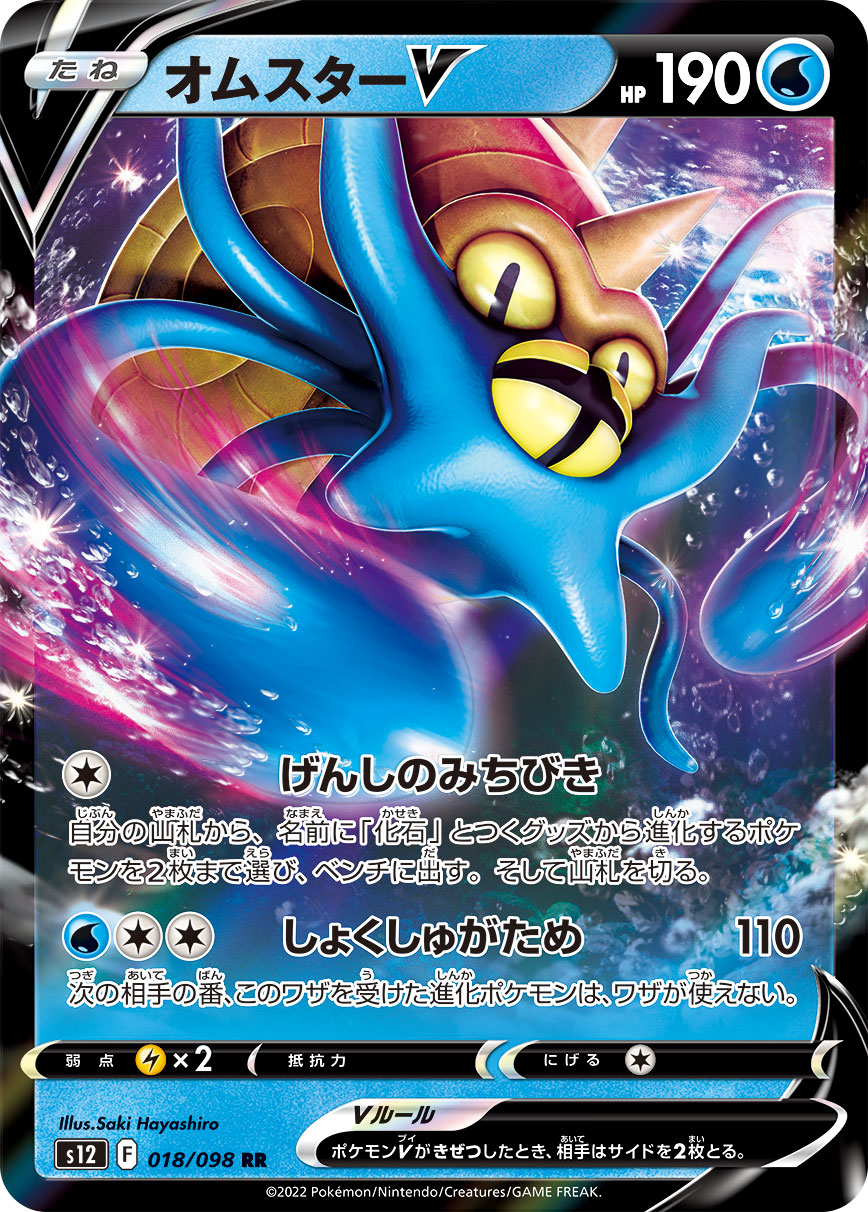 たね オムスターV HP 190
げんしのみちびき
自分の山札から、名前に「化石」とつくグッズから進化するポケ
モンを2枚まで選び、ベンチに出す。そして山札を切る。
しょくしゅがため 110
次の相手の番、このワザを受けた進化ポケモンは、ワザが使えない。
弱点 ×2 抵抗力 にげる
Illus.Saki Hayashiro
Vルール
ポケモンVがきぜつしたとき、相手はサイドを2枚とる。
s12 F 018/098 RR
©2022 Pokémon/Nintendo/Creatures/GAME FREAK.